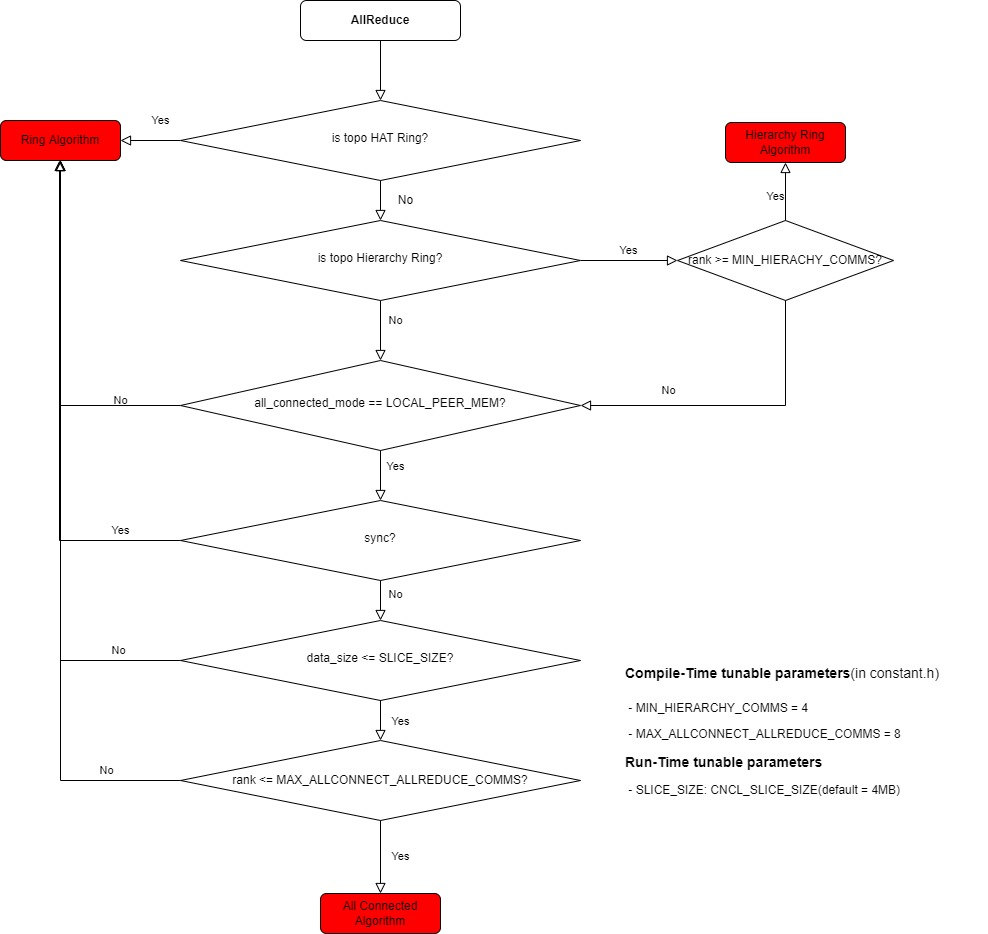 AllReduce
is topo HAT Ring?
Yes
Ring Algorithm
No
Hierarchy Ring
Algorithm
Yes
is topo Hierarchy Ring?
Yes
rank >= MIN_HIERACHY_COMMS?
No
No
all_connected_mode == LOCAL_PEER_MEM?
No
Yes
sync?
Yes
No
data_size <= SLICE_SIZE?
No
Yes
rank <= MAX_ALLCONNECT_ALLREDUCE_COMMS?
No
Yes
All Connected
Algorithm
Compile-Time tunable parameters(in constant.h)
- MIN_HIERARCHY_COMMS = 4
- MAX_ALLCONNECT_ALLREDUCE_COMMS = 8
Run-Time tunable parameters
- SLICE_SIZE: CNCL_SLICE_SIZE(default = 4MB)